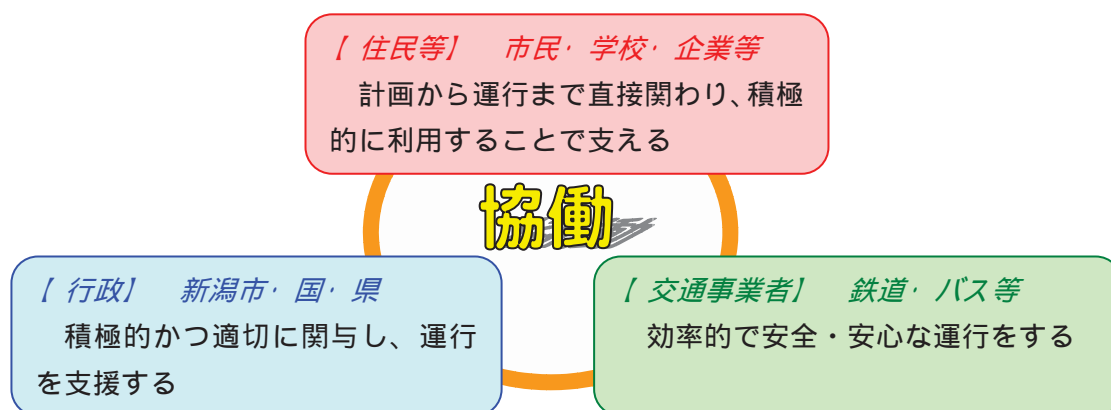 【住民等】　市民・学校・企業等
計画から運行まで直接関わり、積極
的に利用することで支える
協働
【行政】　新潟市・国・県
積極的かつ適切に関与し、運行
を支援する
【交通事業者】　鉄道・バス等
効率的で安全・安心な運行をする